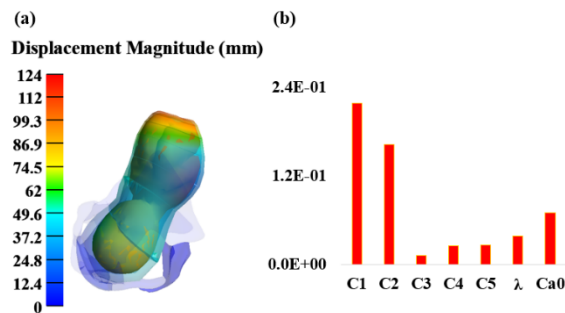 (a)
Displacement Magnitude (mm)
124
112
99.3
86.9
74.5
62
49.7
37.2
24.8
12.4
0
(b)
2.4E-01
1.2E-01
0.0E+00
C1 C2 C3 C4 C5 λ Ca0